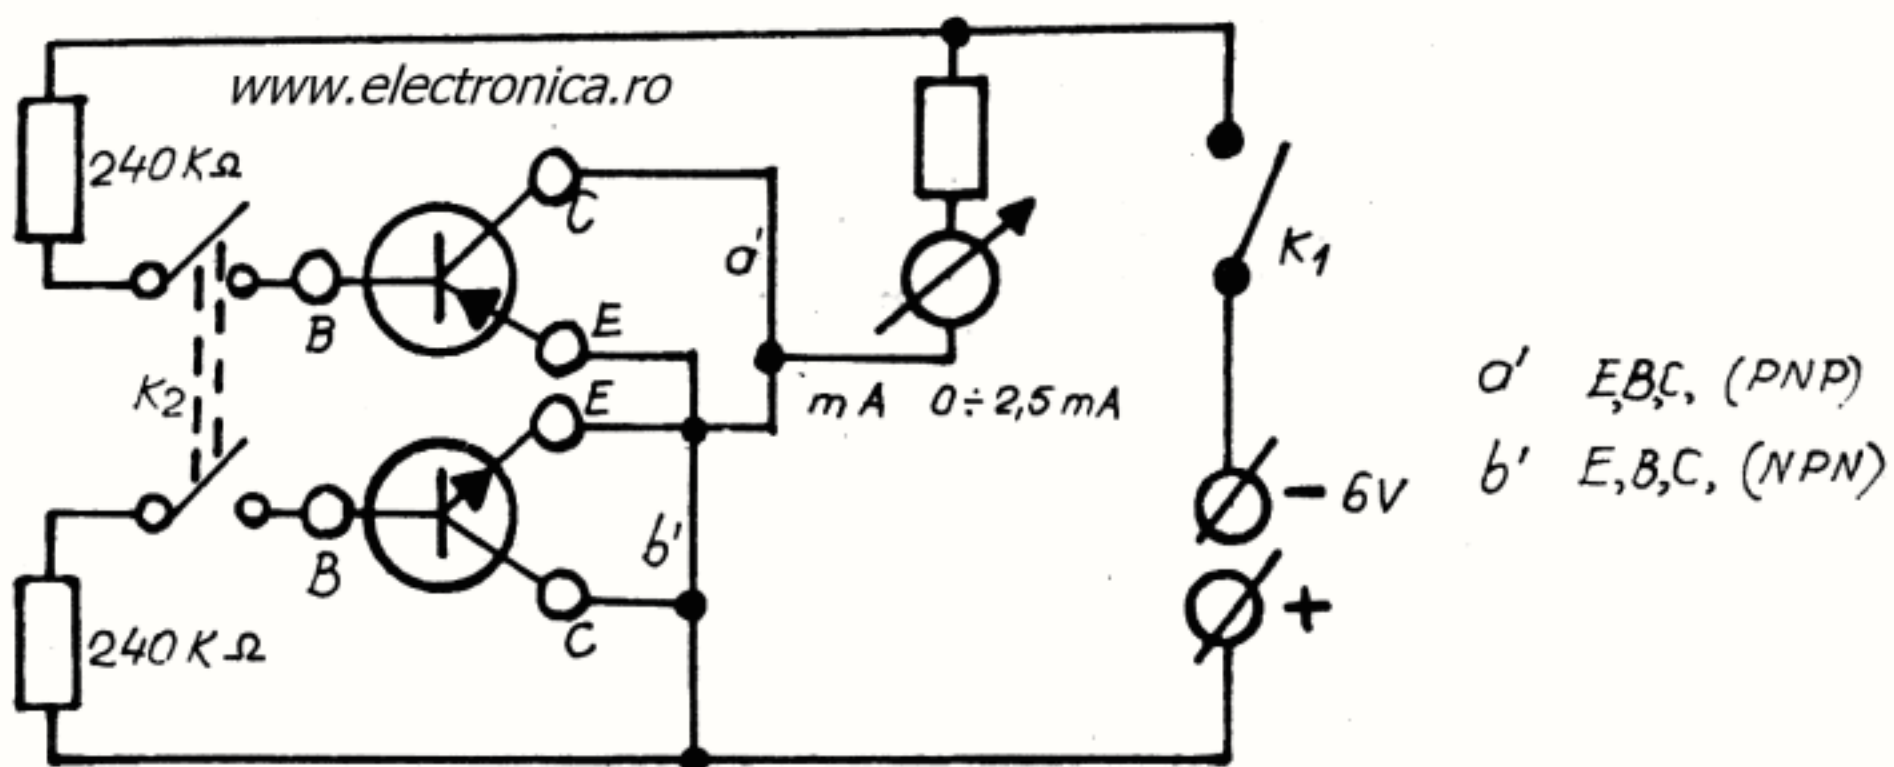 www.electronica.ro
240KΩ
C
a'
K1
B
E
K2
E
mA 0÷2,5mA
- 6V
a' E,B,C, (PNP)
b' E,B,C, (NPN)
b'
B
C
+
240KΩ